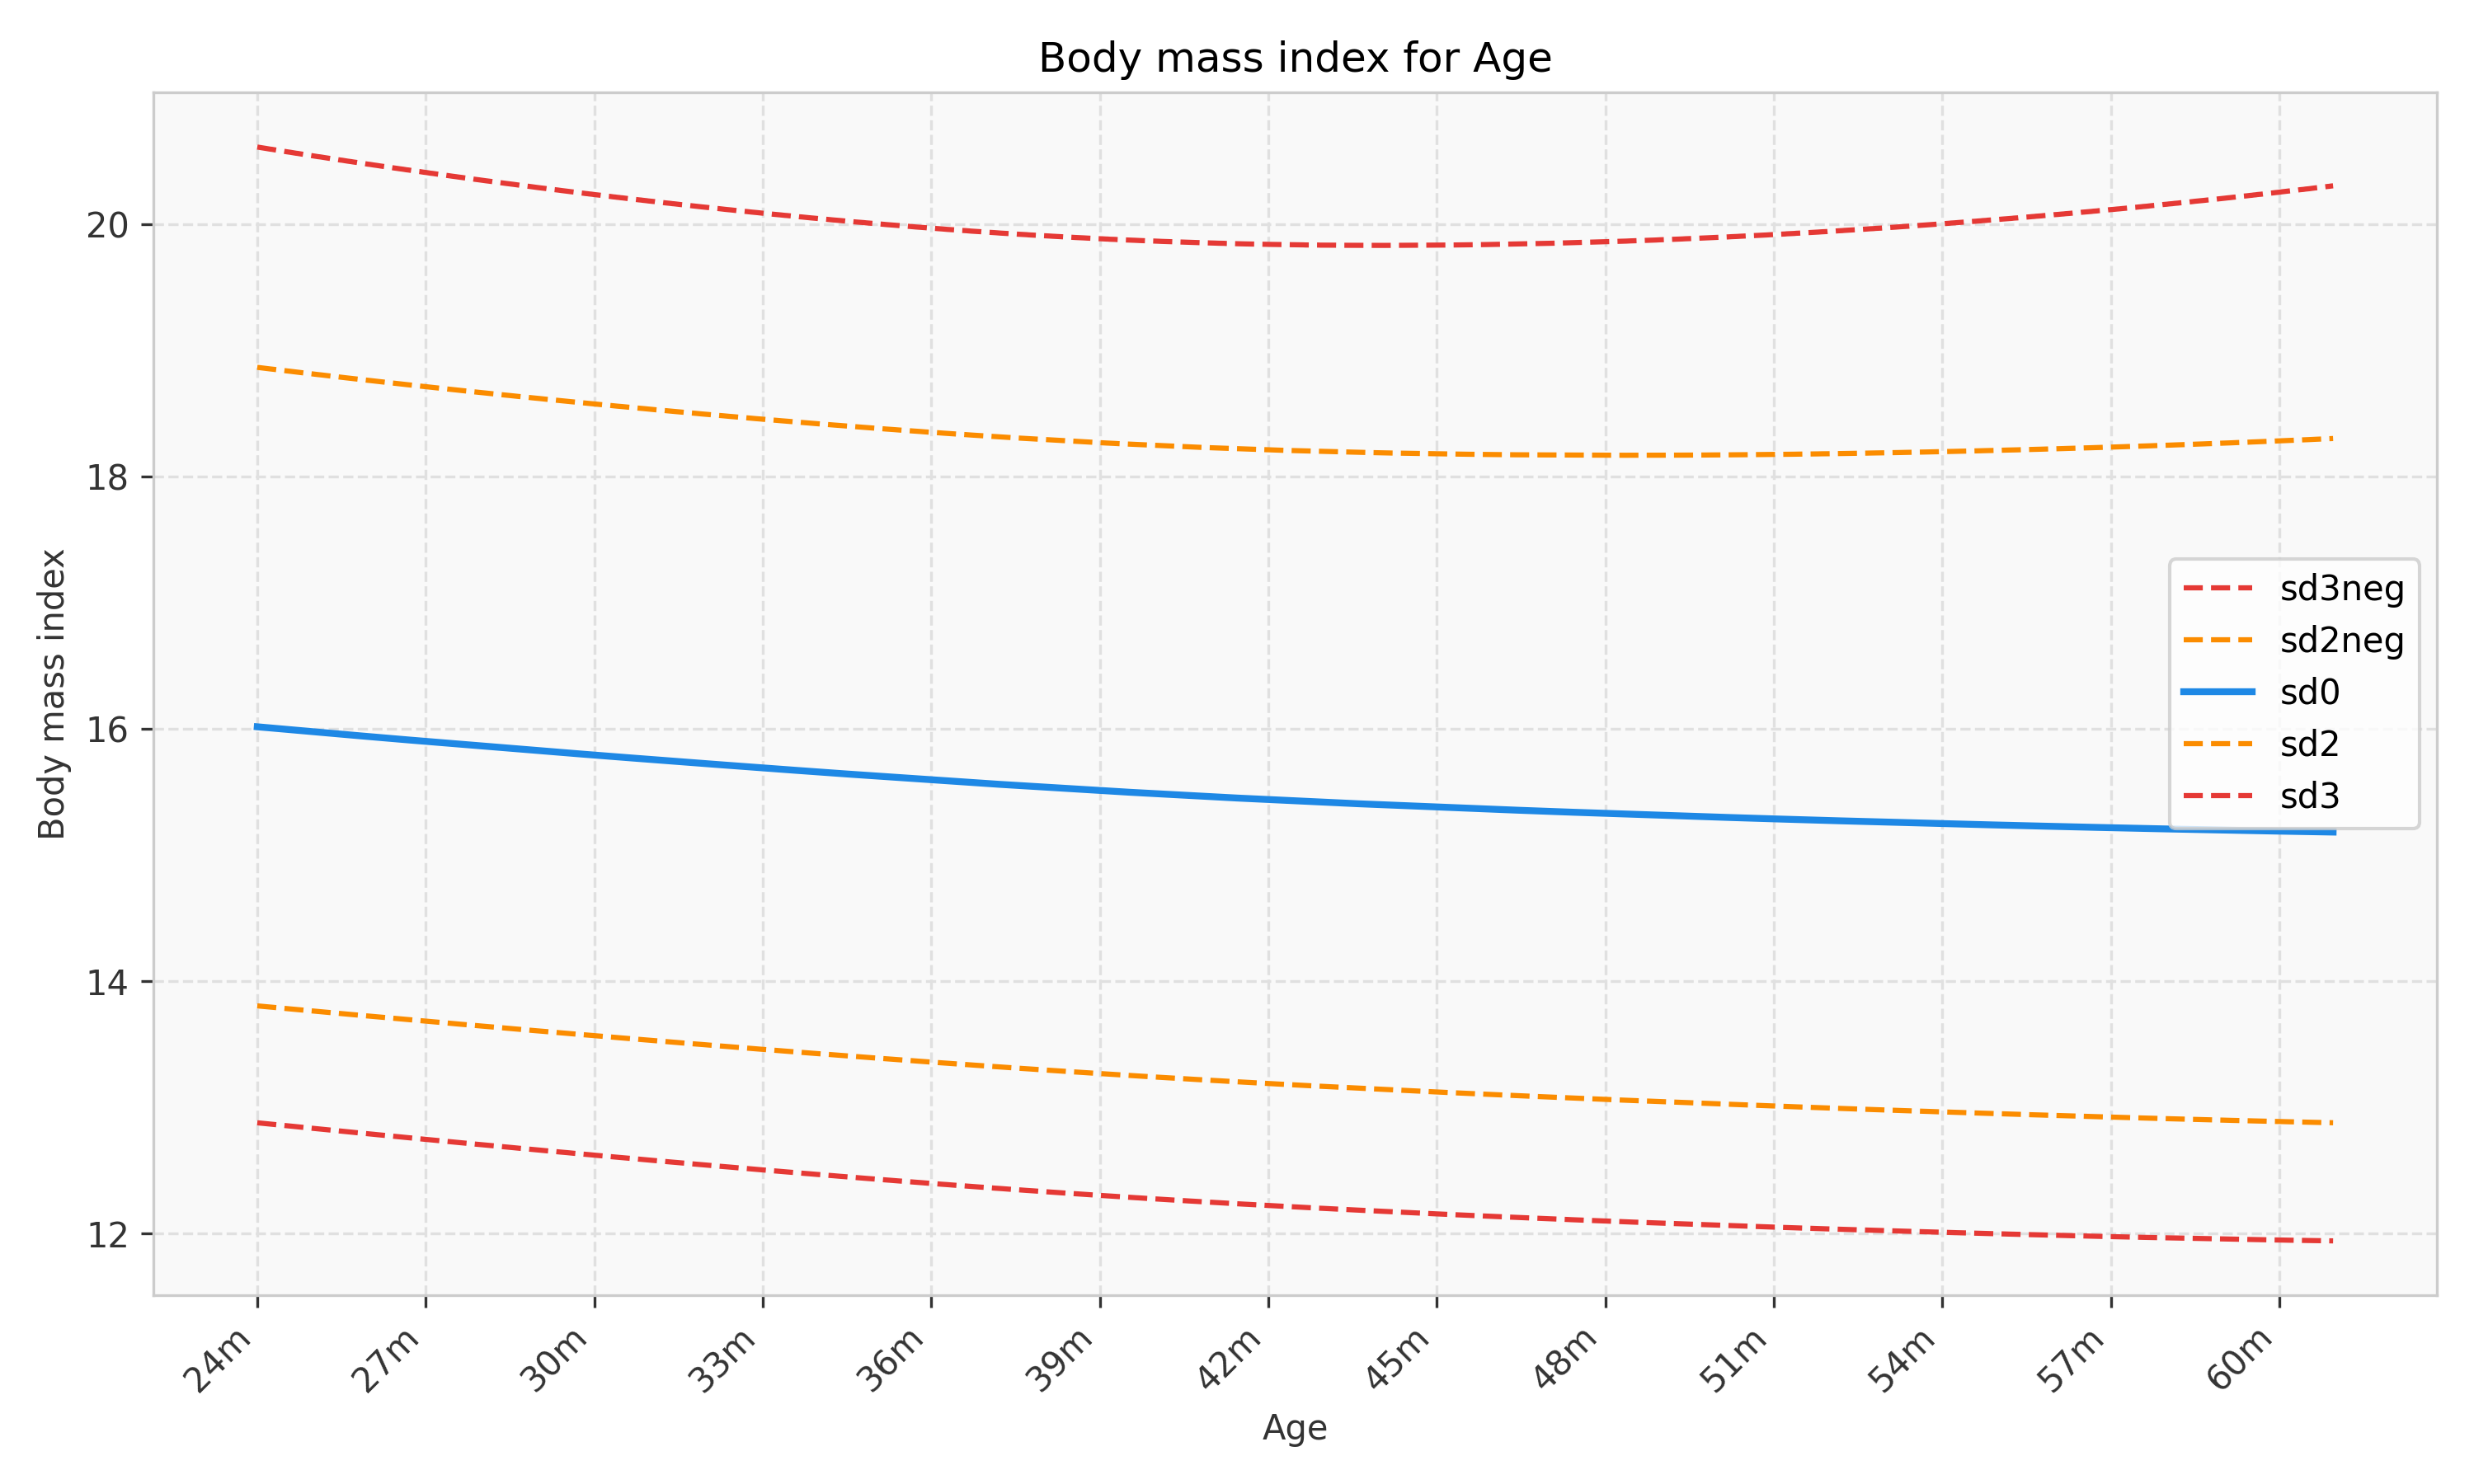 Body mass index for Age
Body mass index
20
18
16
14
12
sd3neg
sd2neg
sd0
sd2
sd3
24m
27m
30m
33m
36m
39m
42m
45m
48m
51m
54m
57m
60m
Age